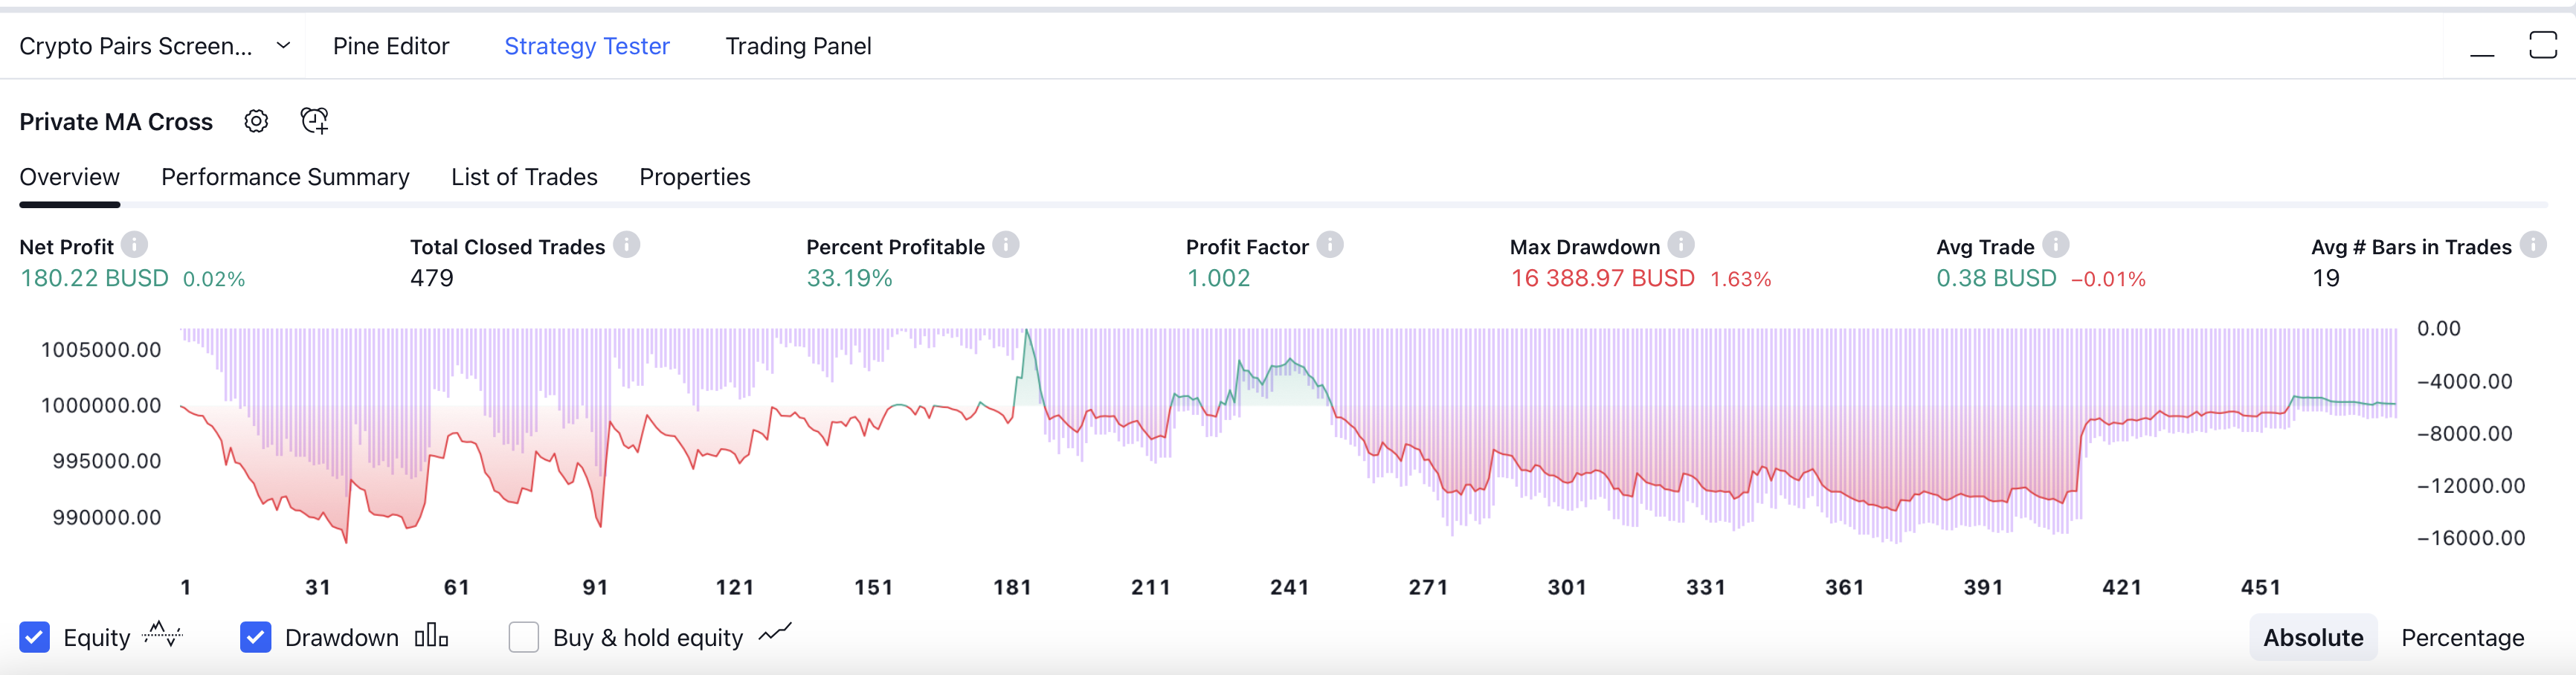 Crypto Pairs Screen... Pine Editor Strategy Tester Trading Panel
Private MA Cross
Overview Performance Summary List of Trades Properties
Net Profit Total Closed Trades Percent Profitable Profit Factor Max Drawdown Avg Trade Avg # Bars in Trades
180.22 BUSD 0.02% 479 33.19% 1.002 16 388.97 BUSD 1.63% 0.38 BUSD −0.01% 19
1005000.00 0.00
−4000.00
1000000.00
−8000.00
995000.00
−12000.00
990000.00
−16000.00
1 31 61 91 121 151 181 211 241 271 301 331 361 391 421 451
Equity Drawdown Buy & hold equity Absolute Percentage